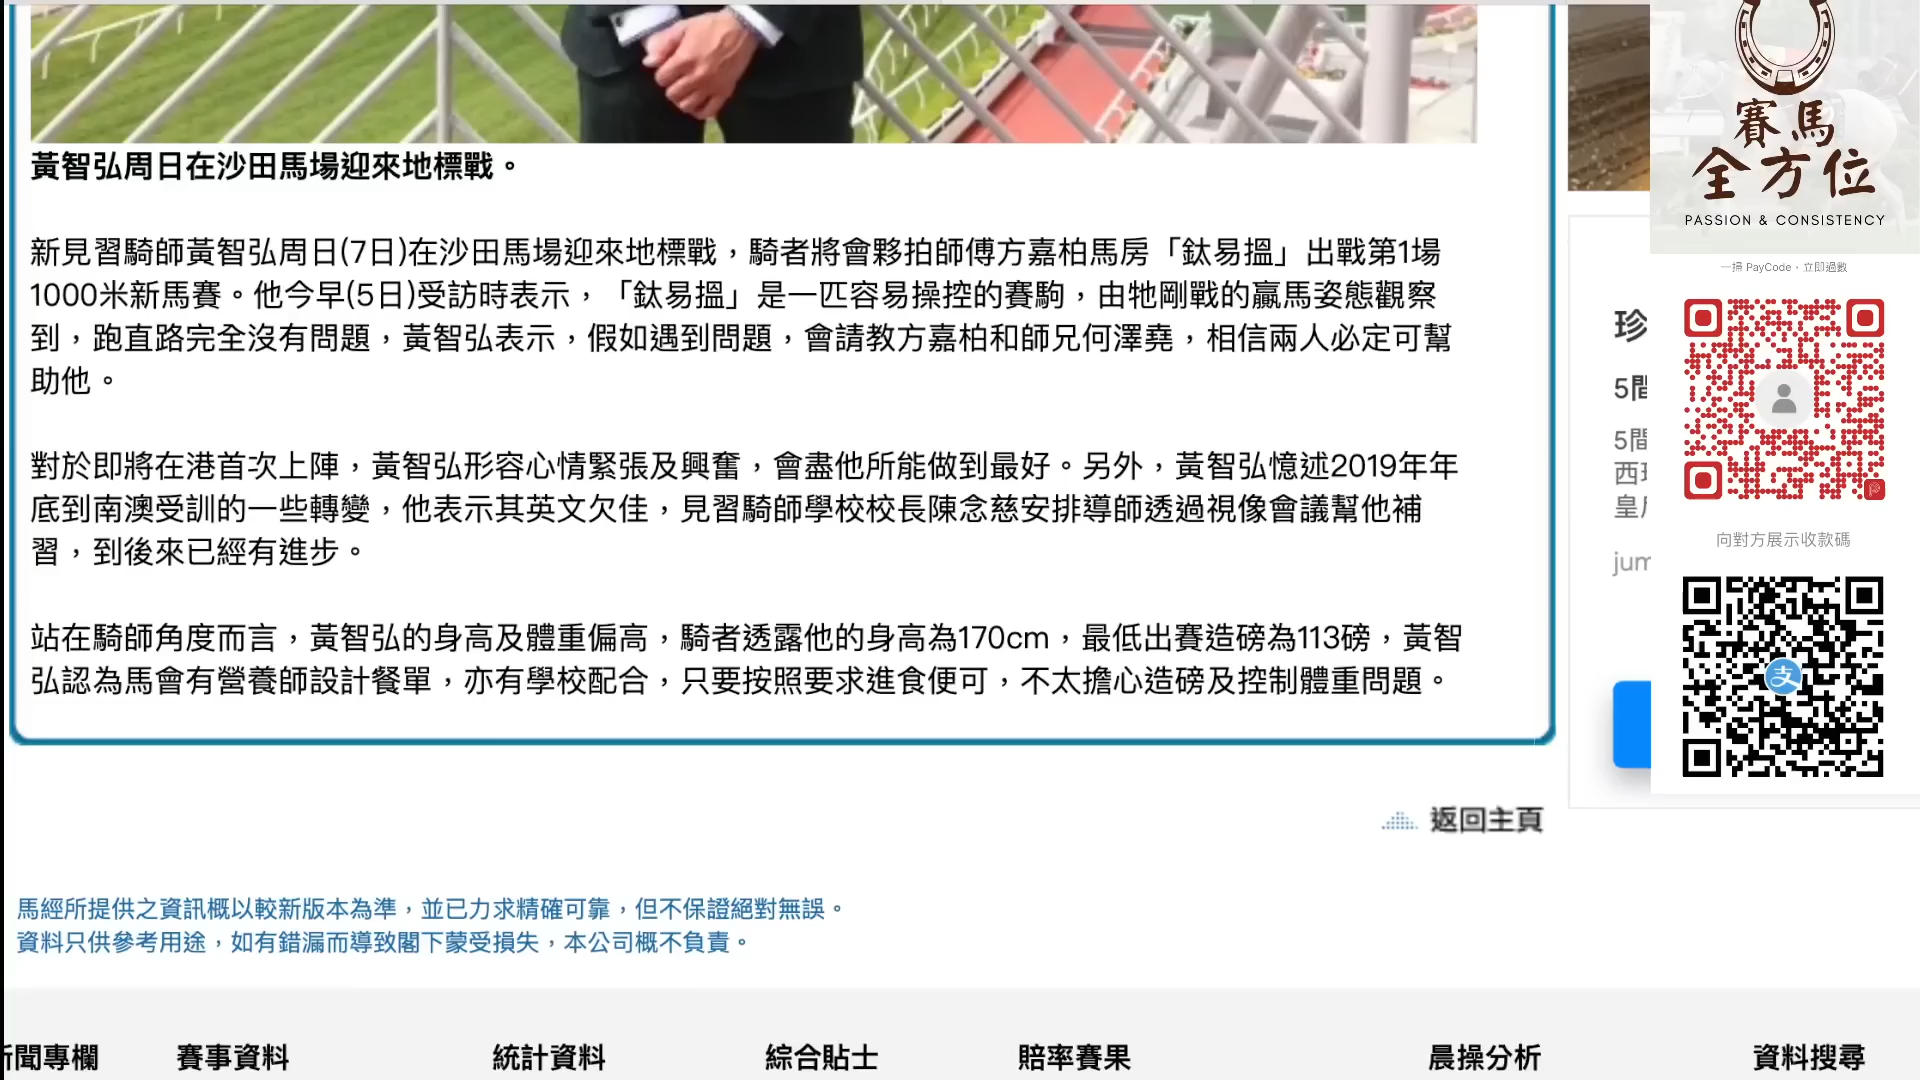 黃智弘周日在沙田馬場迎來地標戰。
新見習騎師黃智弘周日(7日)在沙田馬場迎來地標戰，騎者將會夥拍師傅方嘉柏馬房「鈦易搵」出戰第1場
1000米新馬賽。他今早(5日)受訪時表示，「鈦易搵」是一匹容易操控的賽駒，由牠剛戰的贏馬姿態觀察
到，跑直路完全沒有問題，黃智弘表示，假如遇到問題，會請教方嘉柏和師兄何澤堯，相信兩人必定可幫
助他。
對於即將在港首次上陣，黃智弘形容心情緊張及興奮，會盡他所能做到最好。另外，黃智弘憶述2019年年
底到南澳受訓的一些轉變，他表示其英文欠佳，見習騎師學校校長陳念慈安排導師透過視像會議幫他補
習，到後來已經有進步。
站在騎師角度而言，黃智弘的身高及體重偏高，騎者透露他的身高為170cm，最低出賽造磅為113磅，黃智
弘認為馬會有營養師設計餐單，亦有學校配合，只要按照要求進食便可，不太擔心造磅及控制體重問題。
返回主頁
馬經所提供之資訊概以較新版本為準，並已力求精確可靠，但不保證絕對無誤。
資料只供參考用途，如有錯漏而導致閣下蒙受損失，本公司概不負責。
聞專欄 賽事資料 統計資料 綜合貼士 賠率賽果 晨操分析 資料搜尋
賽馬
全方位
PASSION & CONSISTENCY
一掃 PayCode，立即過數
向對方展示收款碼
支
珍
5間
5間
西
皇
jum